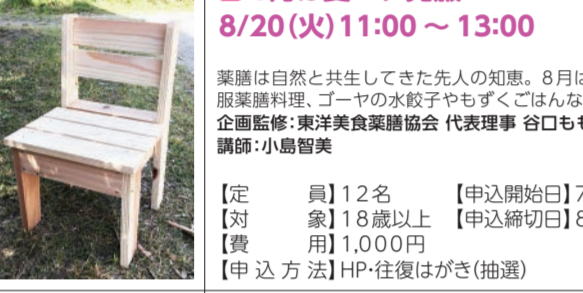 8/20(火)11:00 ～ 13:00
薬膳は自然と共生してきた先人の知恵。8月は
服薬膳料理、ゴーヤの水餃子やもずくごはんな
企画監修：東洋美食薬膳協会 代表理事 谷口もも
講師：小島智美
【定 員】12名 【申込開始日】7
【対 象】18歳以上 【申込締切日】8
【費 用】1,000円
【申込方法】HP・往復はがき(抽選)